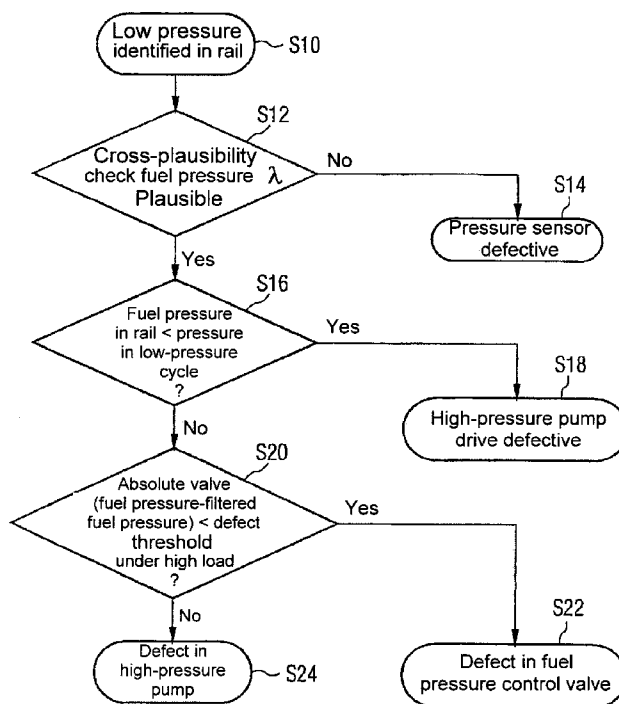 Low pressure
identified in rail
S10
S12
Cross-plausibility
check fuel pressure λ
Plausible
No
S14
Pressure sensor
defective
Yes
S16
Fuel pressure
in rail < pressure
in low-pressure
cycle
?
Yes
S18
High-pressure pump
drive defective
No
S20
Absolute valve
(fuel pressure-filtered
fuel pressure) < defect
threshold
under high load
?
Yes
No
S22
Defect in
high-pressure
pump
S24
Defect in fuel
pressure control valve